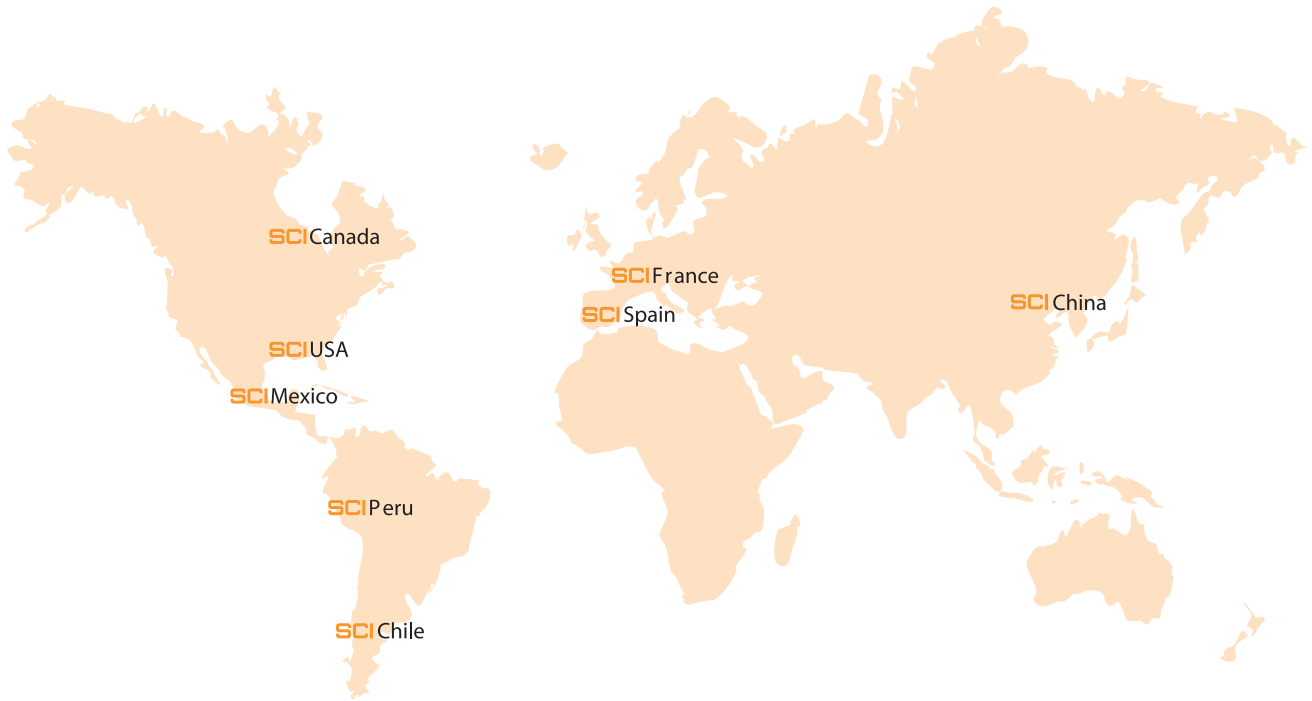 SCI Canada
SCI France
SCI China
SCI Spain
SCI USA
SCI Mexico
SCI Peru
SCI Chile